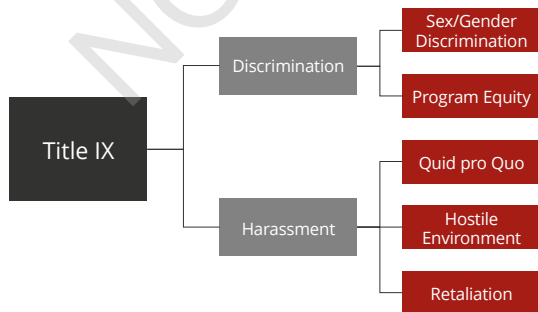 Sex/Gender
Discrimination
Discrimination
Program Equity
Title IX
Quid pro Quo
Hostile
Environment
Harassment
Retaliation